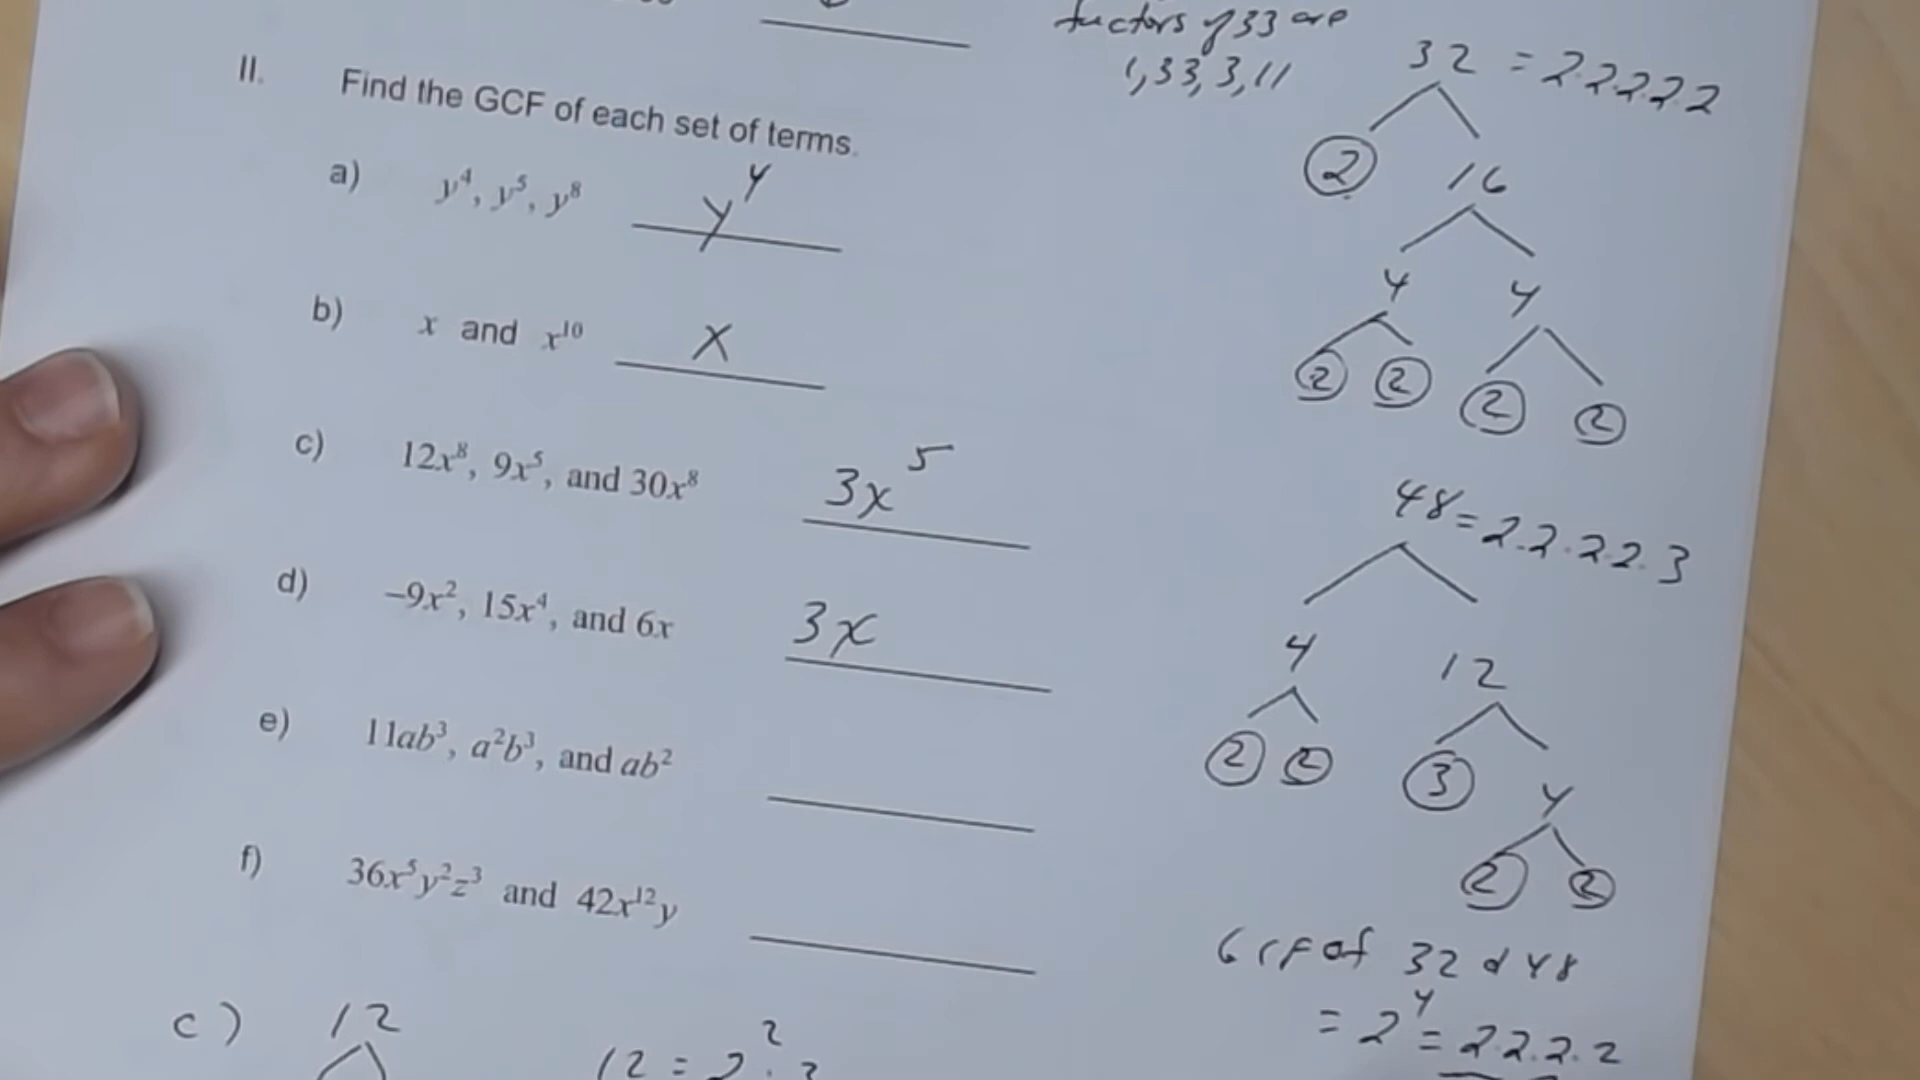 factors of 33 are
1, 33, 3, 11
II. Find the GCF of each set of terms.
a) y⁴, y⁵, y⁸ y⁴
b) x and x¹⁰ x
c) 12x⁸, 9x⁵, and 30x⁸ 3x⁵
d) –9x², 15x⁴, and 6x 3x
e) 11ab³, a²b³, and ab²
f) 36x⁵y²z³ and 42x¹²y
c) 12
12 = 2² · 3
32 = 2·2·2·2·2
2 16
4 4
2 2 2 2
48 = 2·2·2·2·3
4 12
2 2 3 4
2 2
GCF of 32 & 48
= 2⁴ = 2·2·2·2